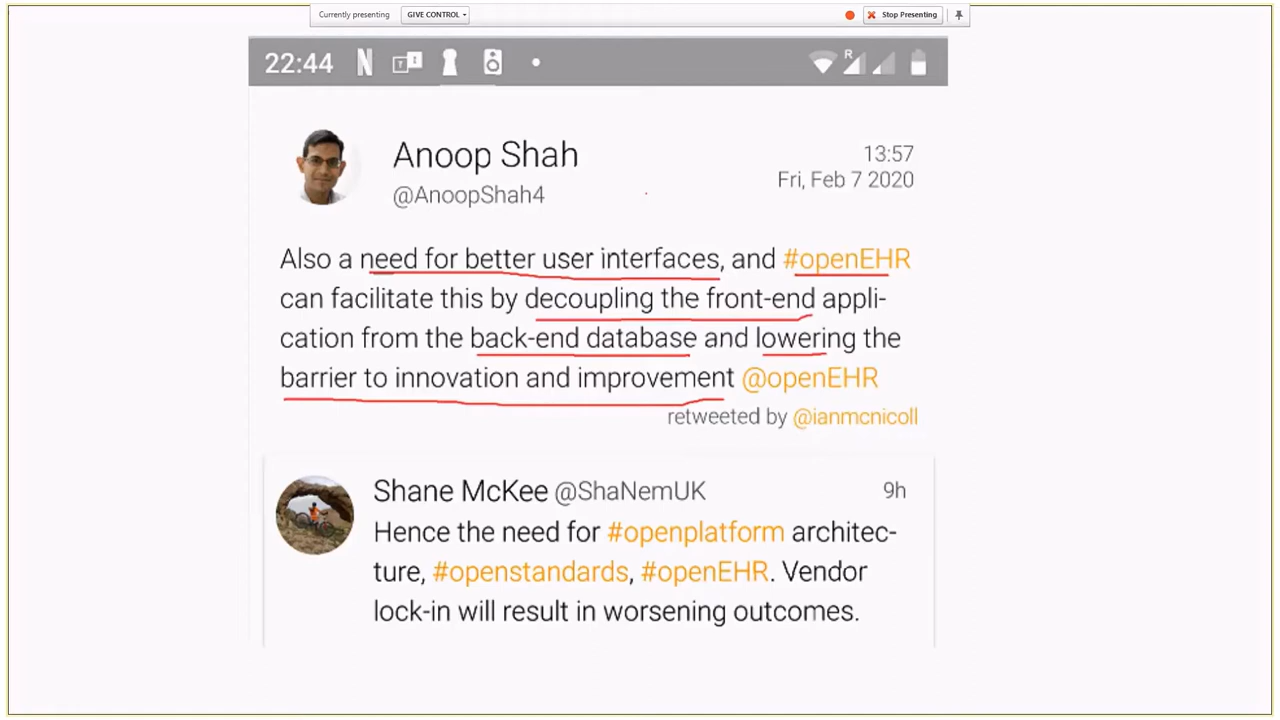 Currently presenting GIVE CONTROL Stop Presenting
22:44 R
Anoop Shah 13:57
@AnoopShah4 Fri, Feb 7 2020
Also a need for better user interfaces, and #openEHR
can facilitate this by decoupling the front-end appli-
cation from the back-end database and lowering the
barrier to innovation and improvement @openEHR
retweeted by @ianmcnicoll
Shane McKee @ShaNemUK 9h
Hence the need for #openplatform architec-
ture, #openstandards, #openEHR. Vendor
lock-in will result in worsening outcomes.